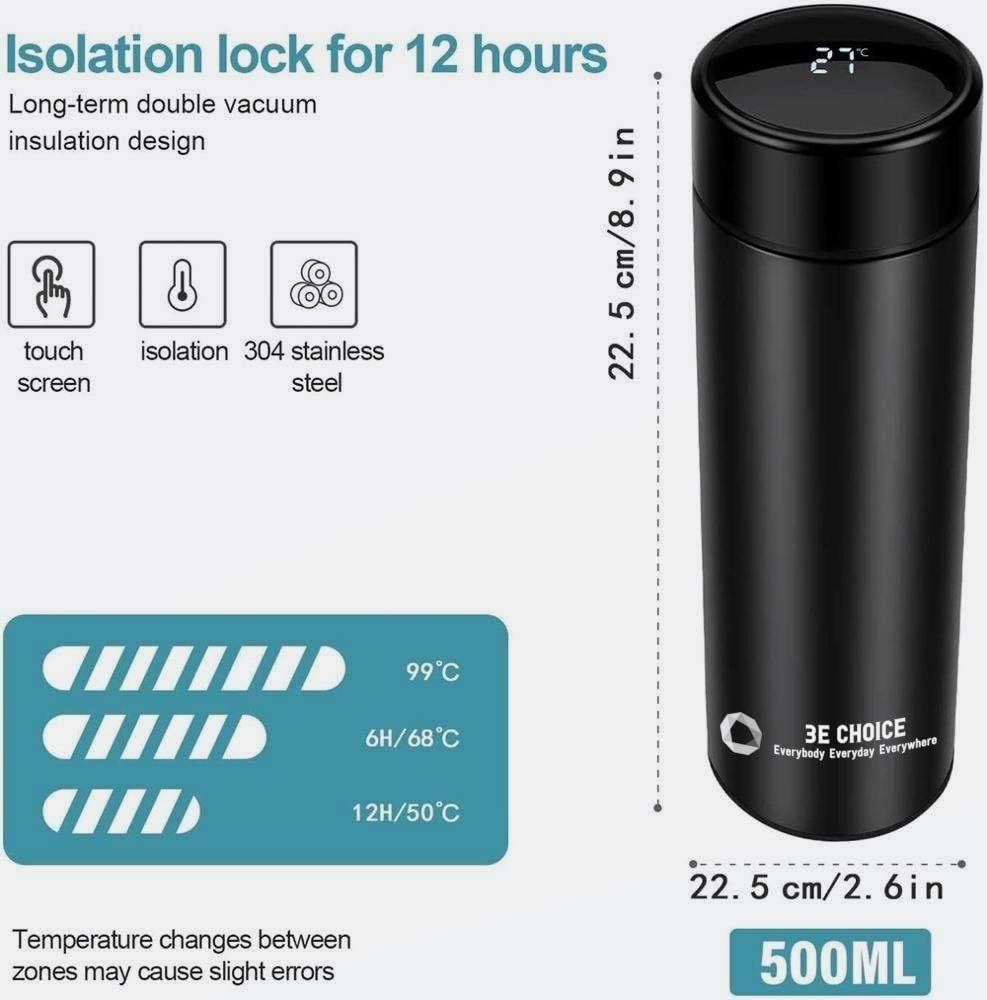 Isolation lock for 12 hours
Long-term double vacuum
insulation design
touch
screen
isolation
304 stainless
steel
99℃
6H/68℃
12H/50℃
Temperature changes between
zones may cause slight errors
27℃
22.5 cm/8.9in
3E CHOICE
Everybody Everyday Everywhere
22.5 cm/2.6in
500ML